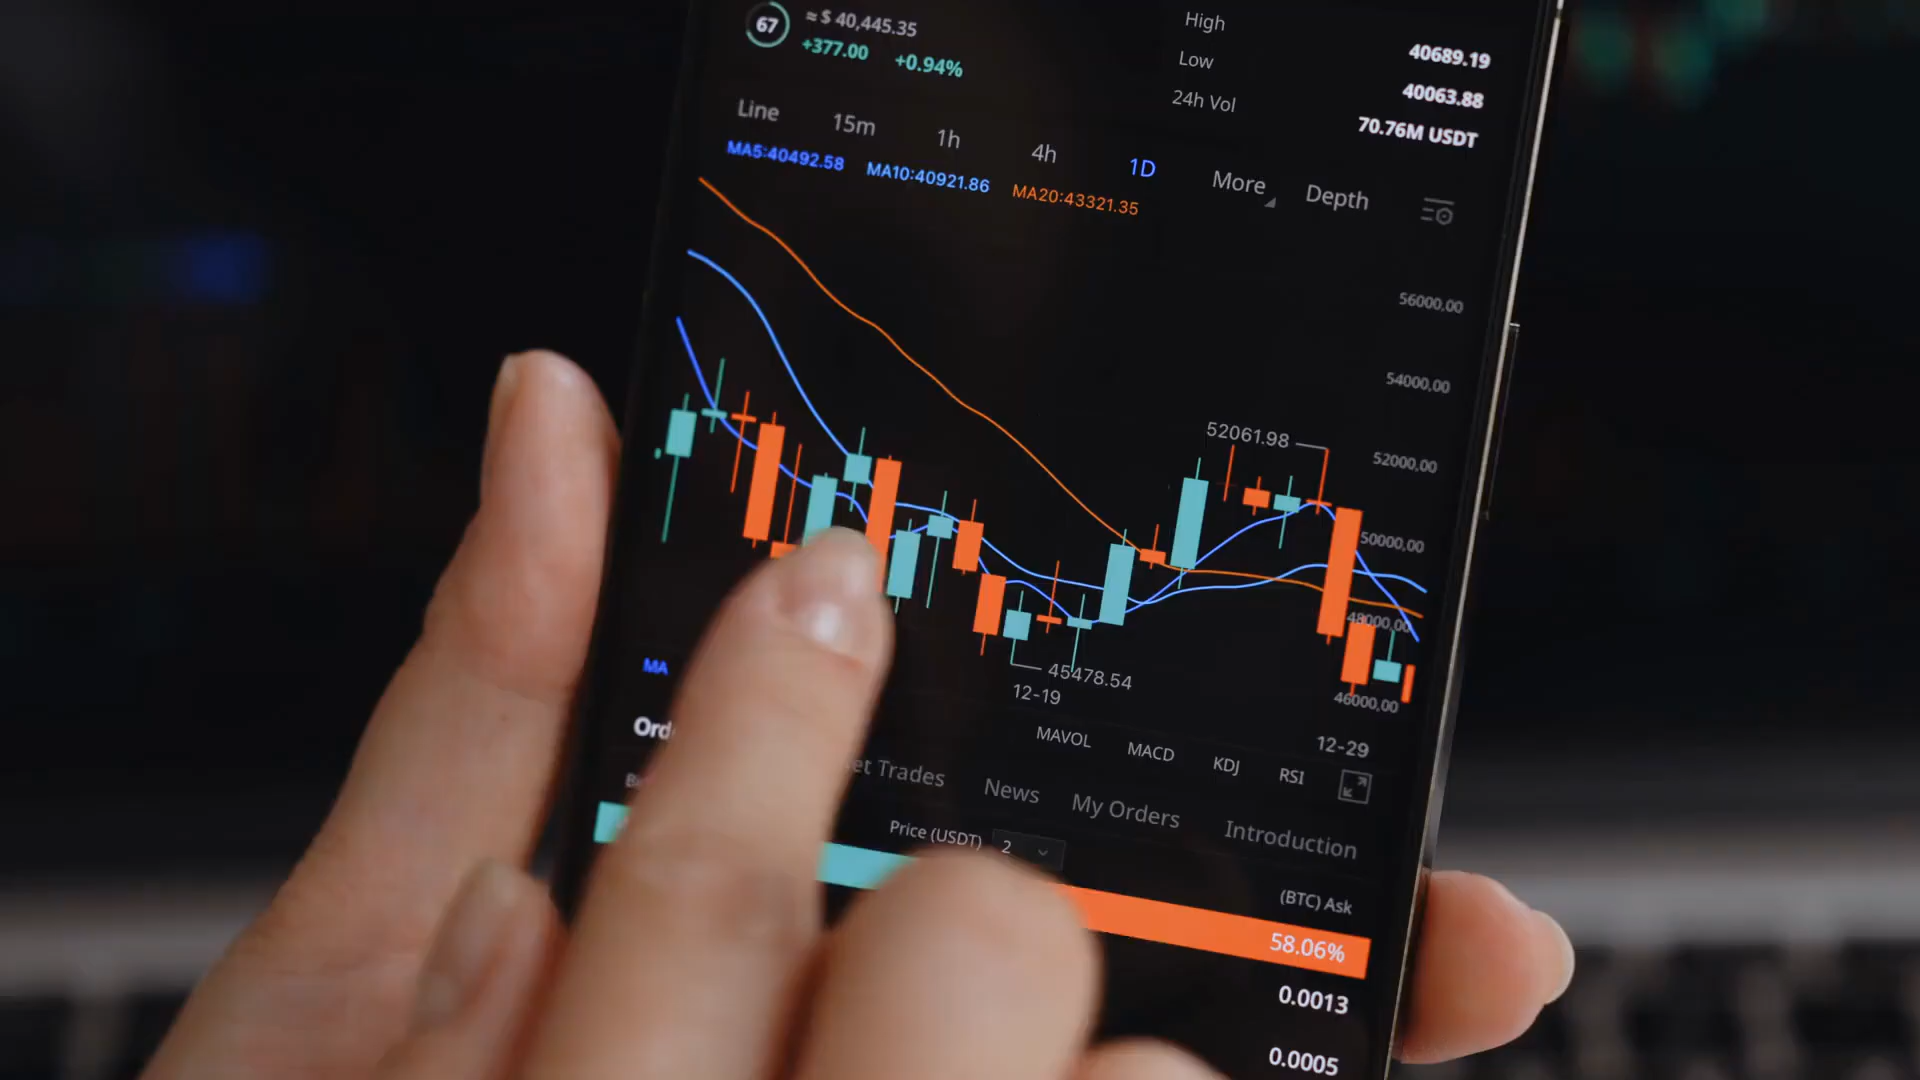 67
≈ $ 40,445.35
+377.00 +0.94%
High 40689.19
Low 40063.88
24h Vol 70.76M USDT
Line 15m 1h 4h 1D More Depth
MA5:40492.58 MA10:40921.86 MA20:43321.35
56000,00
54000,00
52061.98
52000,00
50000,00
48000,00
45478.54
46000,00
12-19
12-29
MA
MAVOL MACD KDJ RSI
Trades News My Orders Introduction
Price (USDT) 2
(BTC) Ask
58.06%
0.0013
0.0005